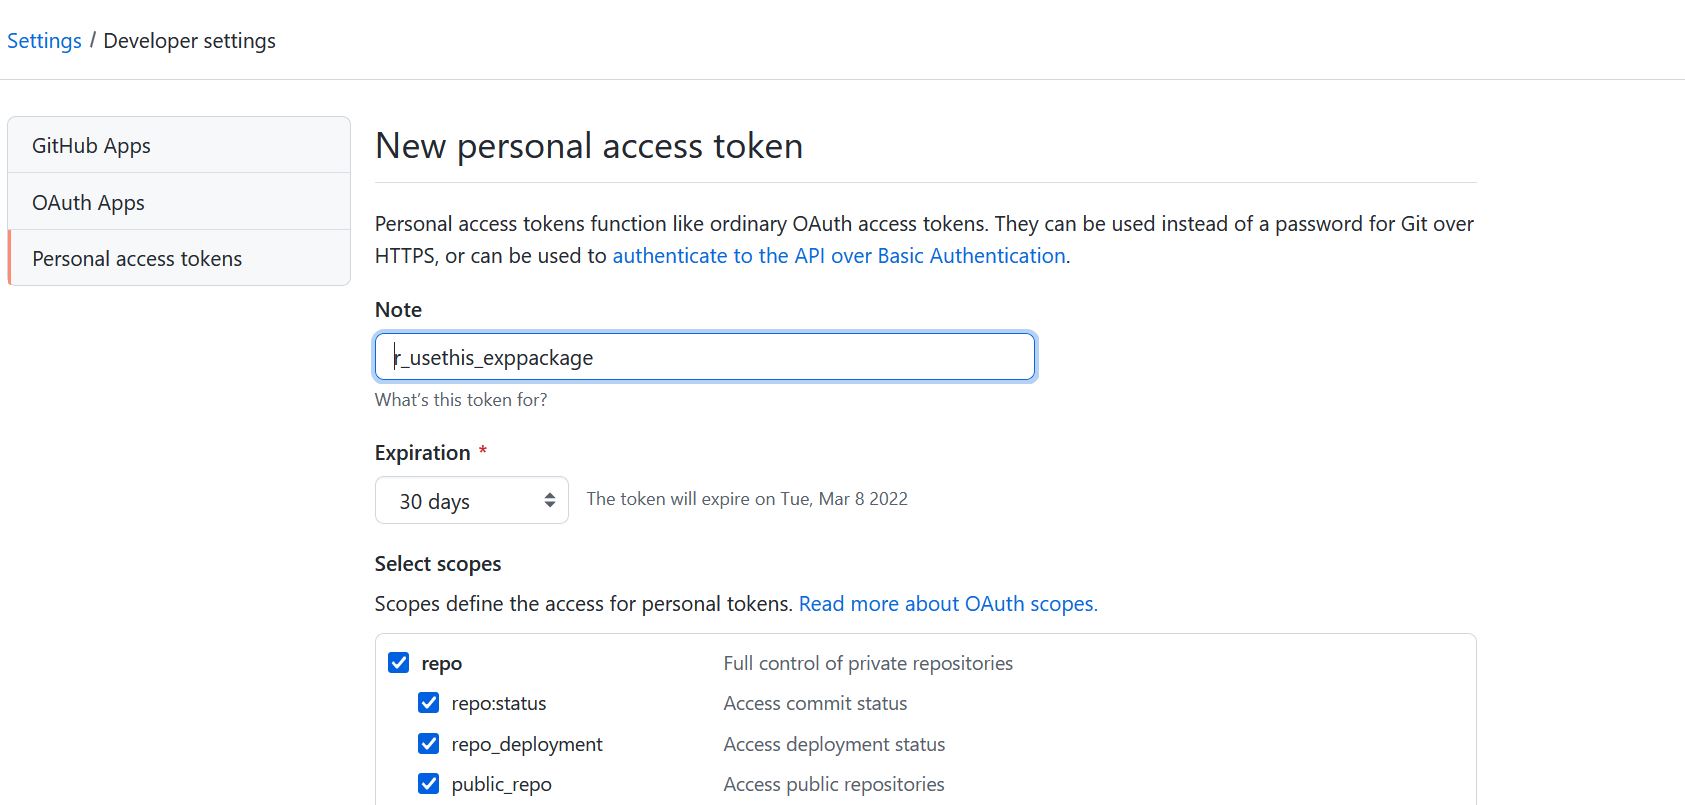 Settings / Developer settings
GitHub Apps
OAuth Apps
Personal access tokens
New personal access token
Personal access tokens function like ordinary OAuth access tokens. They can be used instead of a password for Git over
HTTPS, or can be used to authenticate to the API over Basic Authentication.
Note
r_usethis_exppackage
What's this token for?
Expiration *
30 days
The token will expire on Tue, Mar 8 2022
Select scopes
Scopes define the access for personal tokens. Read more about OAuth scopes.
repo Full control of private repositories
repo:status Access commit status
repo_deployment Access deployment status
public_repo Access public repositories